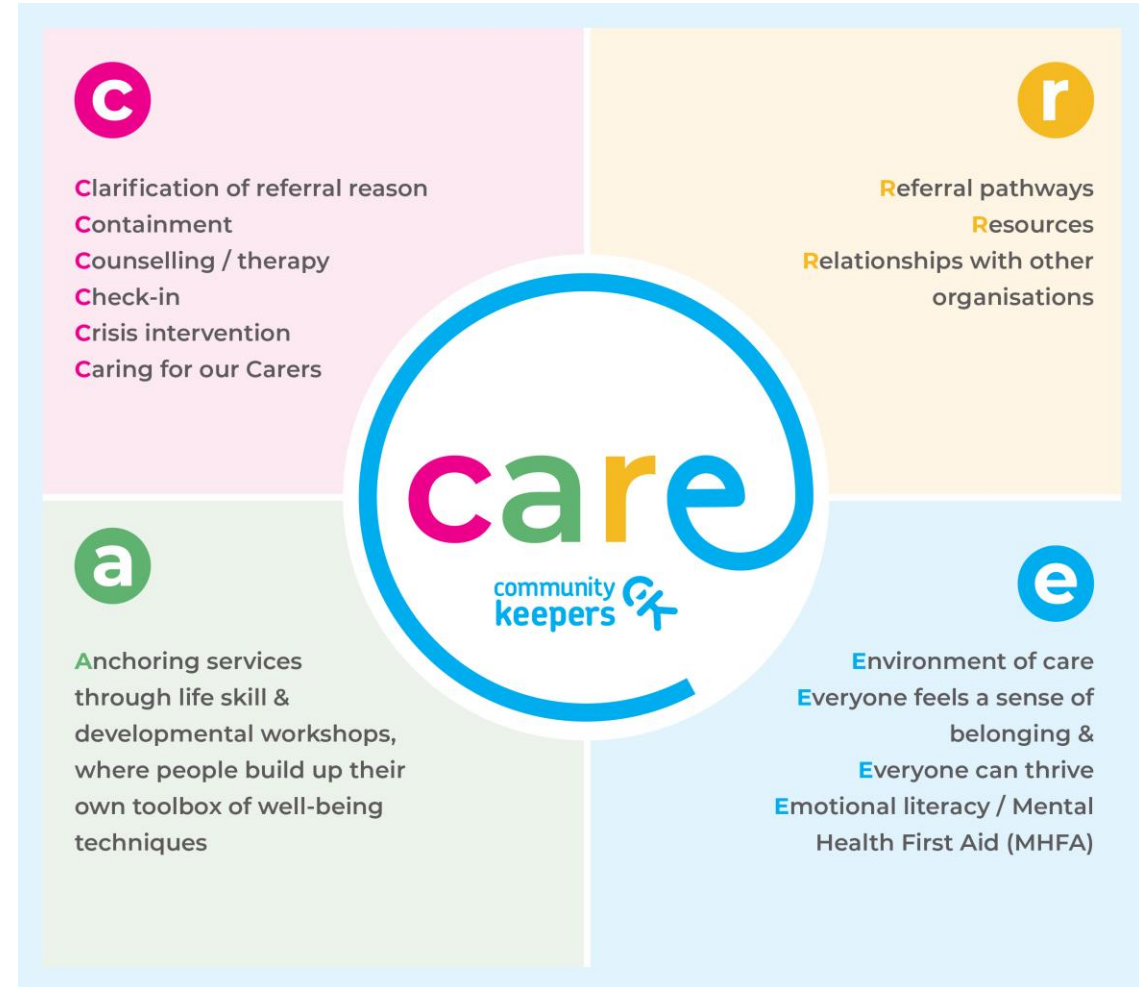 c
Clarification of referral reason
Containment
Counselling / therapy
Check-in
Crisis intervention
Caring for our Carers
a
Anchoring services
through life skill &
developmental workshops,
where people build up their
own toolbox of well-being
techniques
r
Referral pathways
Resources
Relationships with other
organisations
e
Environment of care
Everyone feels a sense of
belonging &
Everyone can thrive
Emotional literacy / Mental
Health First Aid (MHFA)
care
community
keepers
CK